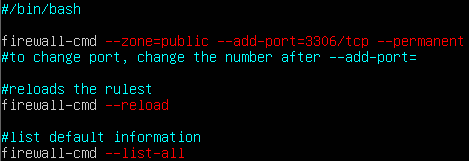 #/bin/bash
firewall-cmd --zone=public --add-port=3306/tcp --permanent
#to change port, change the number after --add-port=
#reloads the rulest
firewall-cmd --reload
#list default information
firewall-cmd --list-all